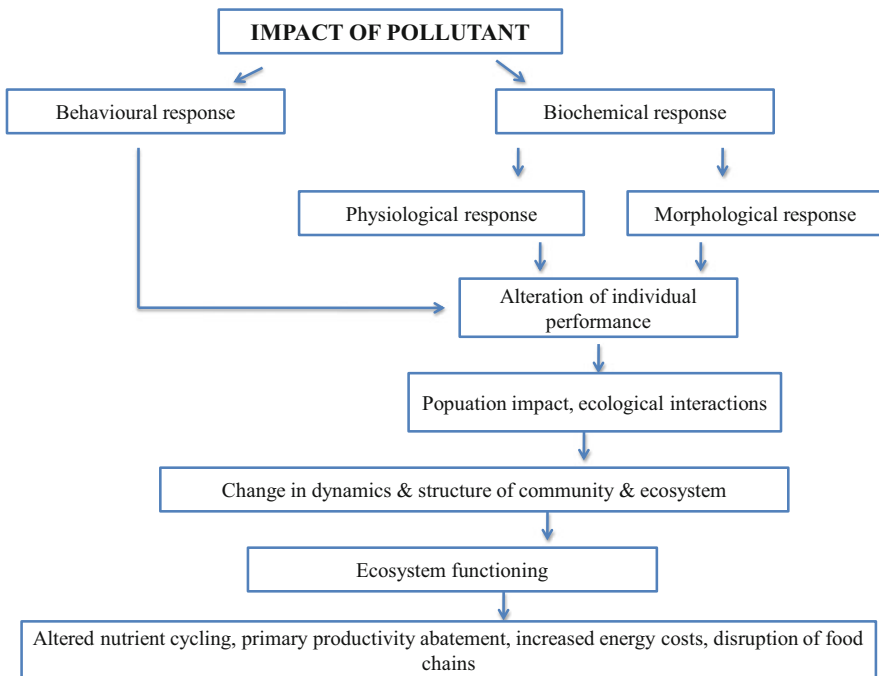 IMPACT OF POLLUTANT
Behavioural response
Biochemical response
Physiological response
Morphological response
Alteration of individual
performance
Popuation impact, ecological interactions
Change in dynamics & structure of community & ecosystem
Ecosystem functioning
Altered nutrient cycling, primary productivity abatement, increased energy costs, disruption of food
chains